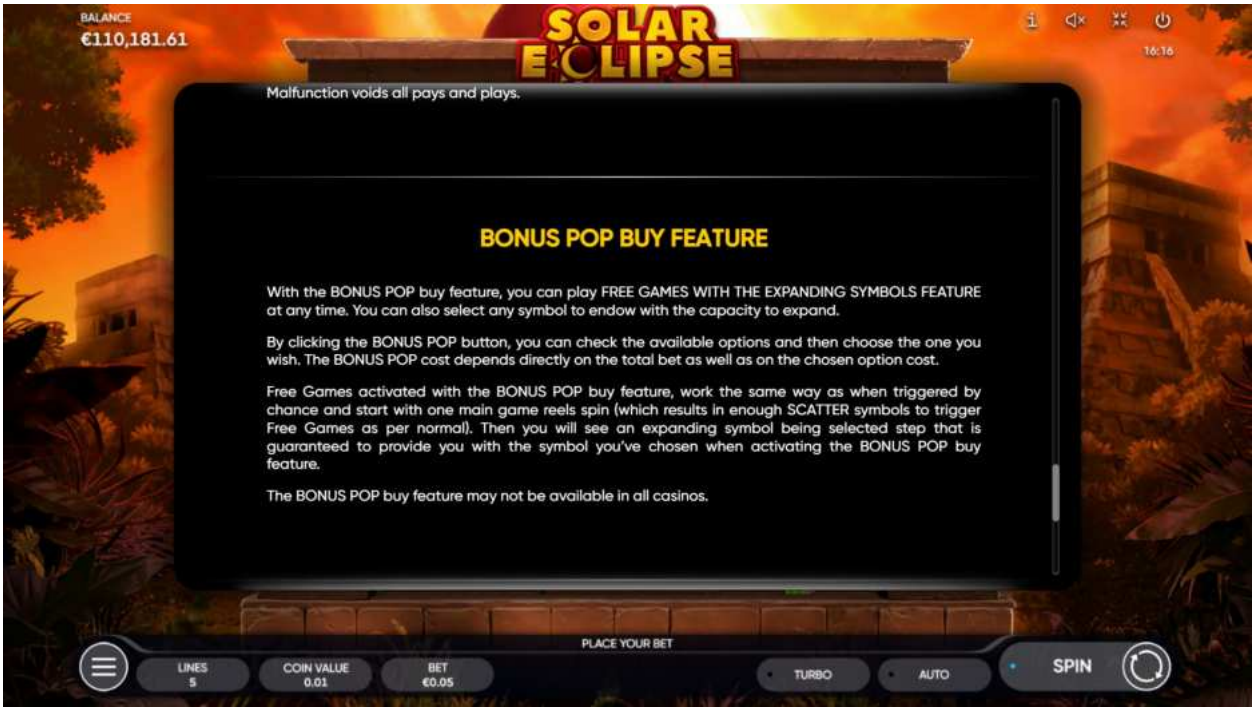 BALANCE
€110,181.61
SOLAR
ECLIPSE
16:16
Malfunction voids all pays and plays.
BONUS POP BUY FEATURE
With the BONUS POP buy feature, you can play FREE GAMES WITH THE EXPANDING SYMBOLS FEATURE
at any time. You can also select any symbol to endow with the capacity to expand.
By clicking the BONUS POP button, you can check the available options and then choose the one you
wish. The BONUS POP cost depends directly on the total bet as well as on the chosen option cost.
Free Games activated with the BONUS POP buy feature, work the same way as when triggered by
chance and start with one main game reels spin (which results in enough SCATTER symbols to trigger
Free Games as per normal). Then you will see an expanding symbol being selected step that is
guaranteed to provide you with the symbol you've chosen when activating the BONUS POP buy
feature.
The BONUS POP buy feature may not be available in all casinos.
PLACE YOUR BET
LINES
5
COIN VALUE
0.01
BET
€0.05
TURBO
AUTO
SPIN